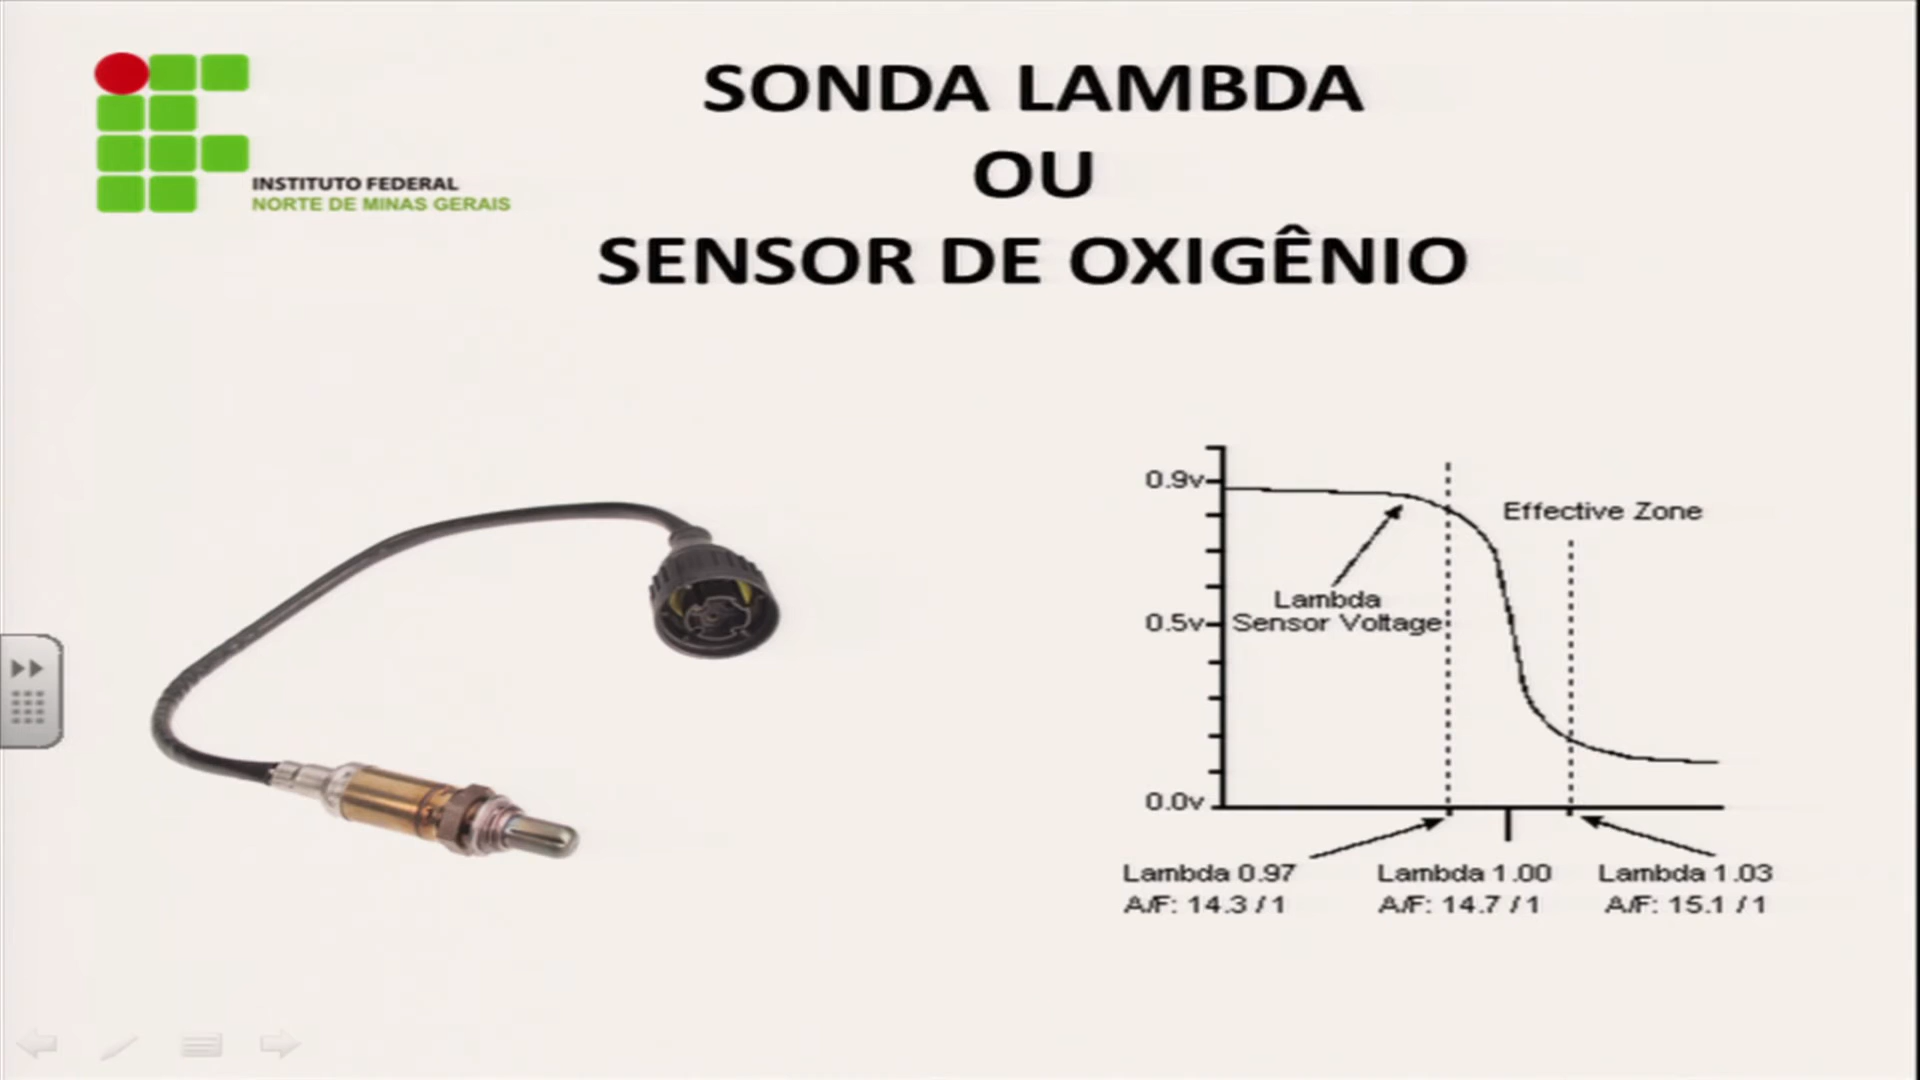 SONDA LAMBDA
OU
SENSOR DE OXIGÊNIO
INSTITUTO FEDERAL
NORTE DE MINAS GERAIS
0.9v
Effective Zone
Lambda
Sensor Voltage
0.5v
0.0v
Lambda 0.97
A/F: 14.3 / 1
Lambda 1.00
A/F: 14.7 / 1
Lambda 1.03
A/F: 15.1 / 1